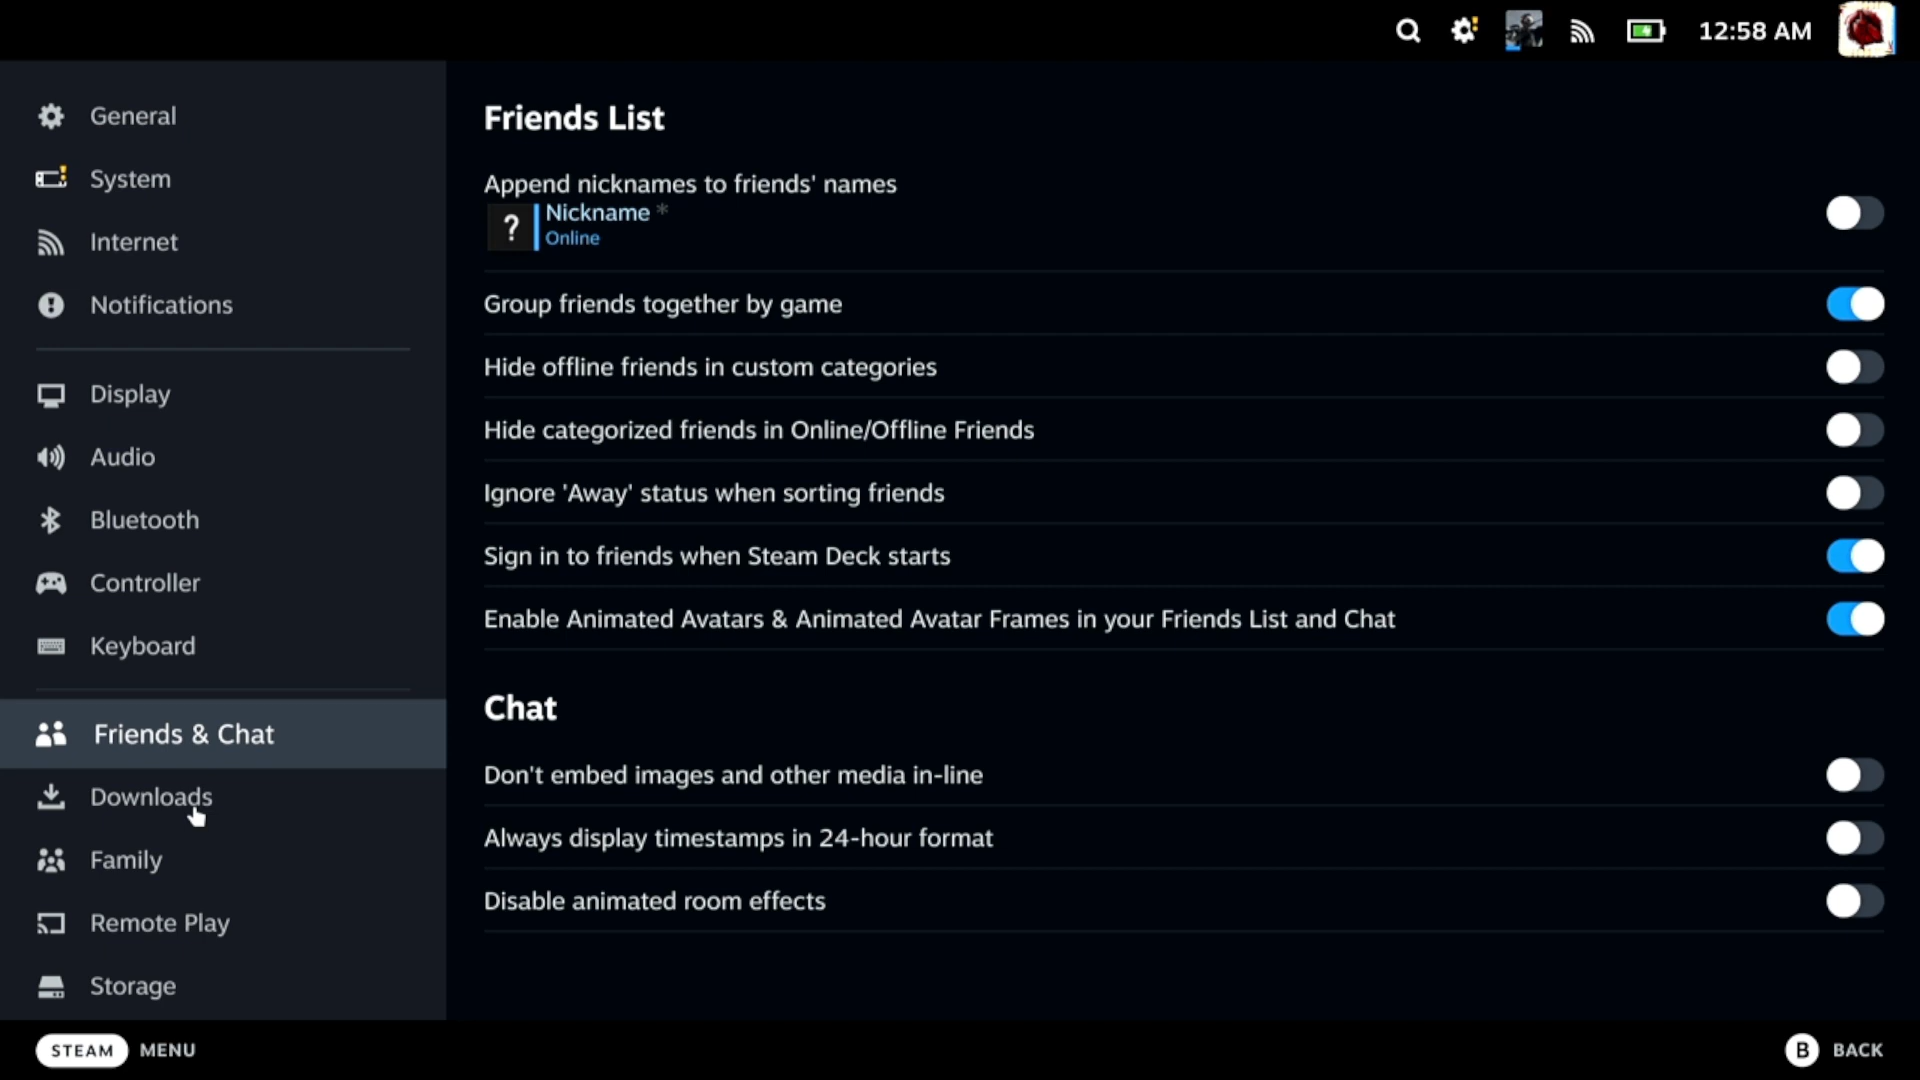 12:58 AM
General
System
Internet
Notifications
Display
Audio
Bluetooth
Controller
Keyboard
Friends & Chat
Downloads
Family
Remote Play
Storage
Friends List
Append nicknames to friends' names
? Nickname *
Online
Group friends together by game
Hide offline friends in custom categories
Hide categorized friends in Online/Offline Friends
Ignore 'Away' status when sorting friends
Sign in to friends when Steam Deck starts
Enable Animated Avatars & Animated Avatar Frames in your Friends List and Chat
Chat
Don't embed images and other media in-line
Always display timestamps in 24-hour format
Disable animated room effects
STEAM MENU
B BACK